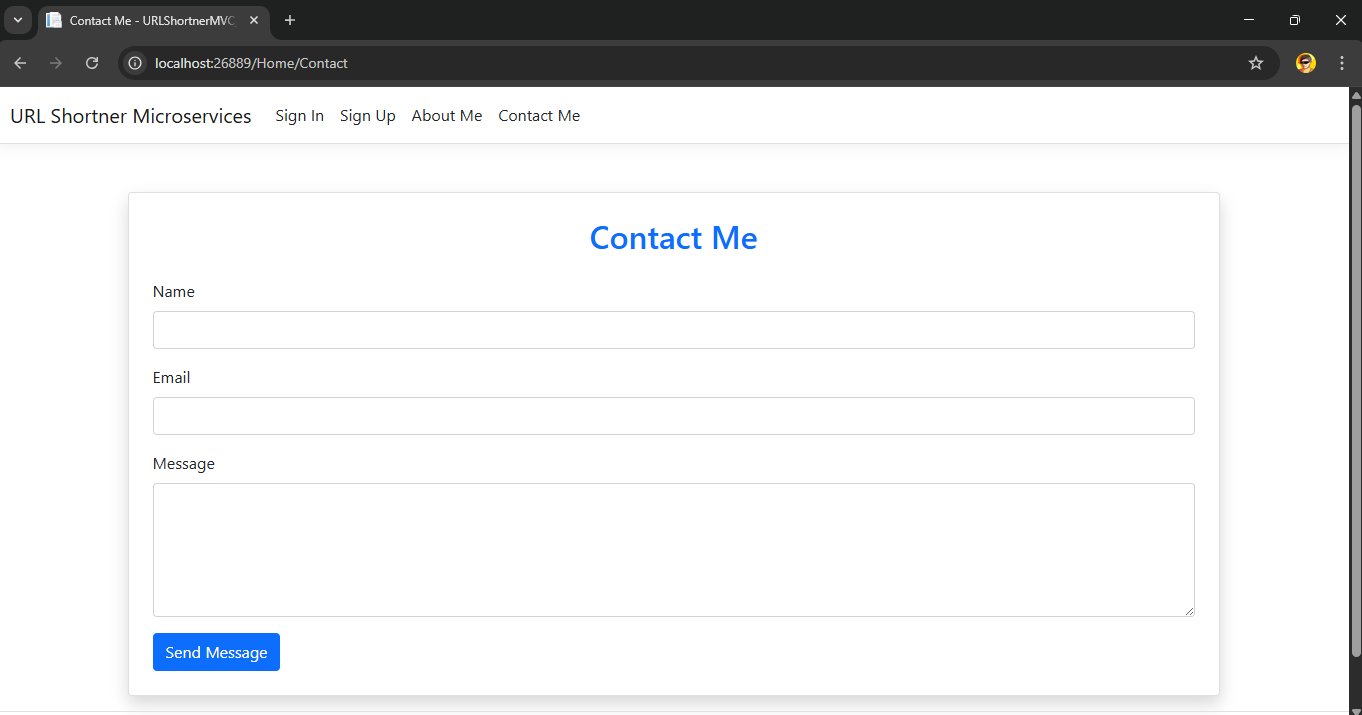 Contact Me - URLShortnerMVC
localhost:26889/Home/Contact
URL Shortner Microservices Sign In Sign Up About Me Contact Me
Contact Me
Name
Email
Message
Send Message